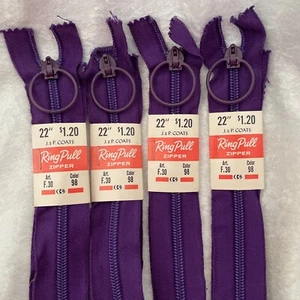 22" $1.20
J.&P. COATS
Ring Pull
ZIPPER
Art. Color
F.30 98
22" $1.20
J.&P. COATS
Ring Pull
ZIPPER
Art. Color
F.30 98
22" $1.20
J.&P. COATS
Ring Pull
ZIPPER
Art. Color
F.30 98
22" $1.20
J.&P. COATS
Ring Pull
ZIPPER
Art. Color
F.30 98